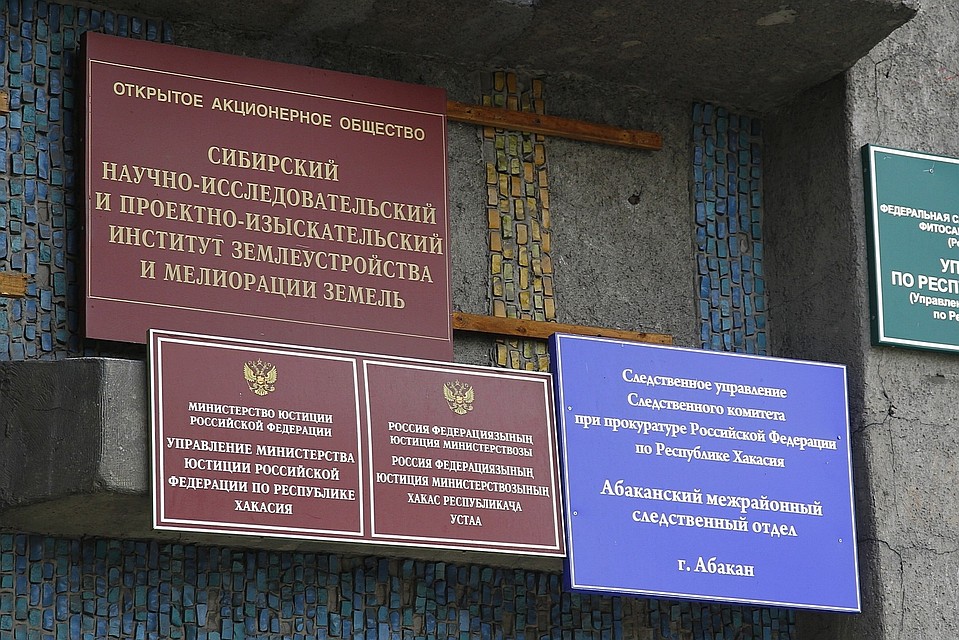 ОТКРЫТОЕ АКЦИОНЕРНОЕ ОБЩЕСТВО
СИБИРСКИЙ
НАУЧНО-ИССЛЕДОВАТЕЛЬСКИЙ
И ПРОЕКТНО-ИЗЫСКАТЕЛЬСКИЙ
ИНСТИТУТ ЗЕМЛЕУСТРОЙСТВА
И МЕЛИОРАЦИИ ЗЕМЕЛЬ
МИНИСТЕРСТВО ЮСТИЦИИ
РОССИЙСКОЙ ФЕДЕРАЦИИ
УПРАВЛЕНИЕ МИНИСТЕРСТВА
ЮСТИЦИИ РОССИЙСКОЙ
ФЕДЕРАЦИИ ПО РЕСПУБЛИКЕ
ХАКАСИЯ
РОССИЯ ФЕДЕРАЦИЯЗЫНЫҢ
ЮСТИЦИЯ МИНИСТЕРСТВОЗЫ
РОССИЯ ФЕДЕРАЦИЯЗЫНЫҢ
ЮСТИЦИЯ МИНИСТЕРСТВОЗЫНЫҢ
ХАКАС РЕСПУБЛИКАЧА
УСТАА
Следственное управление
Следственного комитета
при прокуратуре Российской Федерации
по Республике Хакасия
Абаканский межрайонный
следственный отдел
г. Абакан
ФЕДЕРАЛЬНАЯ С
ФИТОСА
(Ро
УП
ПО РЕСП
(Управлен
по Ре